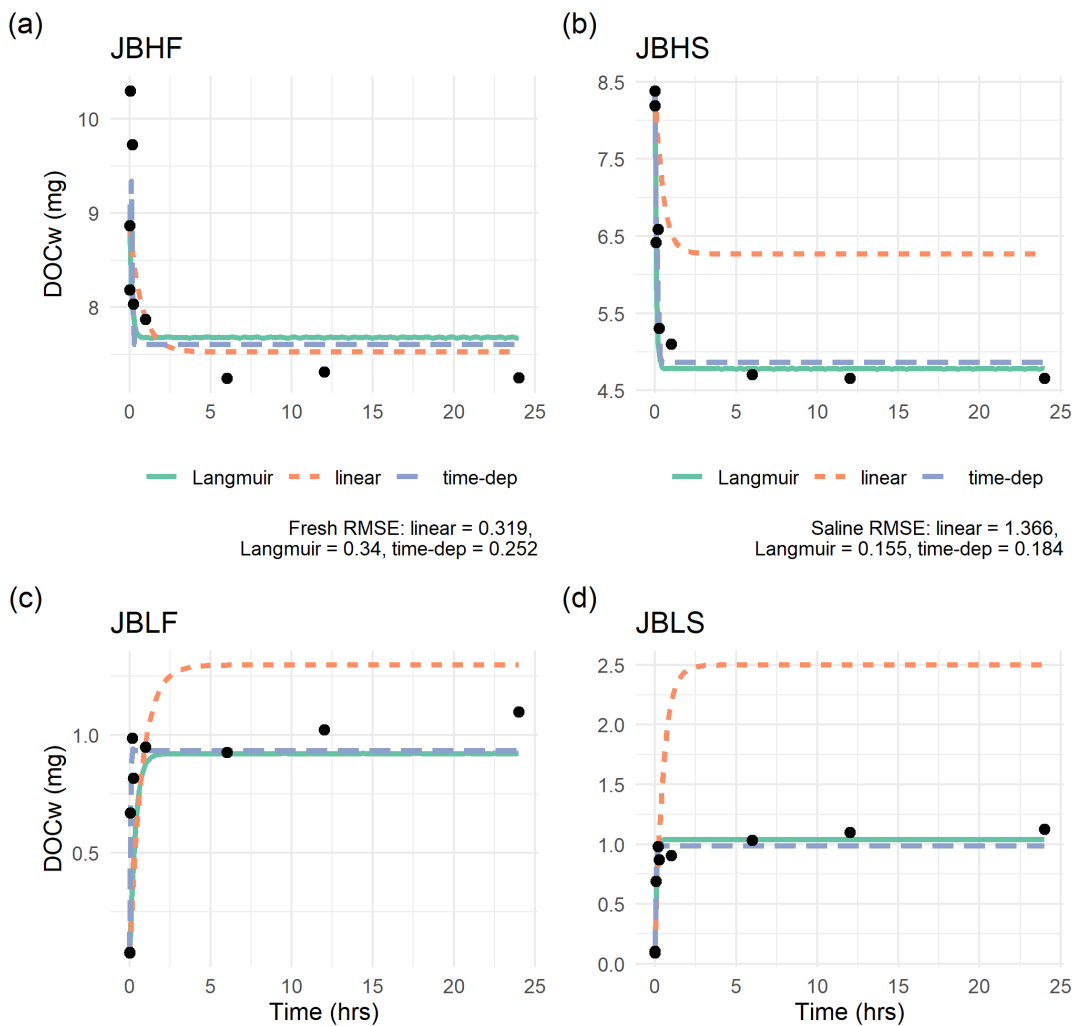 (a)
JBHF
DOCw (mg)
10
9
8
0 5 10 15 20 25
Langmuir linear time-dep
Fresh RMSE: linear = 0.319,
Langmuir = 0.34, time-dep = 0.252
(b)
JBHS
8.5
7.5
6.5
5.5
4.5
0 5 10 15 20 25
Langmuir linear time-dep
Saline RMSE: linear = 1.366,
Langmuir = 0.155, time-dep = 0.184
(c)
JBLF
DOCw (mg)
1.0
0.5
0 5 10 15 20 25
Time (hrs)
(d)
JBLS
2.5
2.0
1.5
1.0
0.5
0.0
0 5 10 15 20 25
Time (hrs)